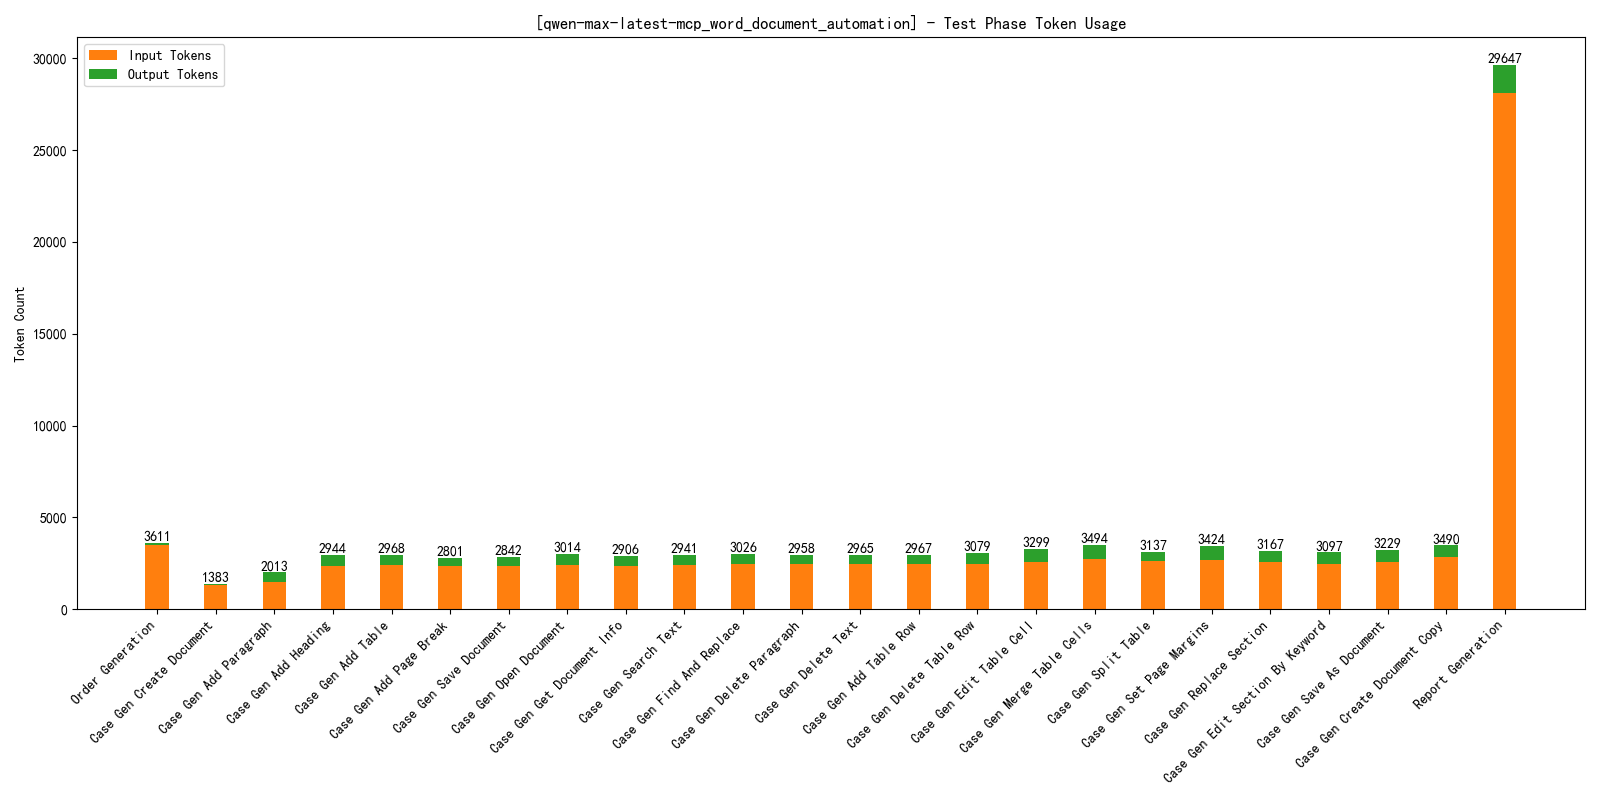 [qwen-max-latest-mcp_word_document_automation] - Test Phase Token Usage
Input Tokens
Output Tokens
Token Count
30000
25000
20000
15000
10000
5000
0
3611
1383
2013
2944
2968
2801
2842
3014
2906
2941
3026
2958
2965
2967
3079
3299
3494
3137
3424
3167
3097
3229
3490
29647
Order Generation
Case Gen Create Document
Case Gen Add Paragraph
Case Gen Add Heading
Case Gen Add Table
Case Gen Add Page Break
Case Gen Save Document
Case Gen Open Document
Case Gen Get Document Info
Case Gen Search Text
Case Gen Find And Replace
Case Gen Delete Paragraph
Case Gen Delete Text
Case Gen Add Table Row
Case Gen Delete Table Row
Case Gen Edit Table Cell
Case Gen Merge Table Cells
Case Gen Split Table
Case Gen Set Page Margins
Case Gen Replace Section
Case Gen Edit Section By Keyword
Case Gen Save As Document
Case Gen Create Document Copy
Report Generation